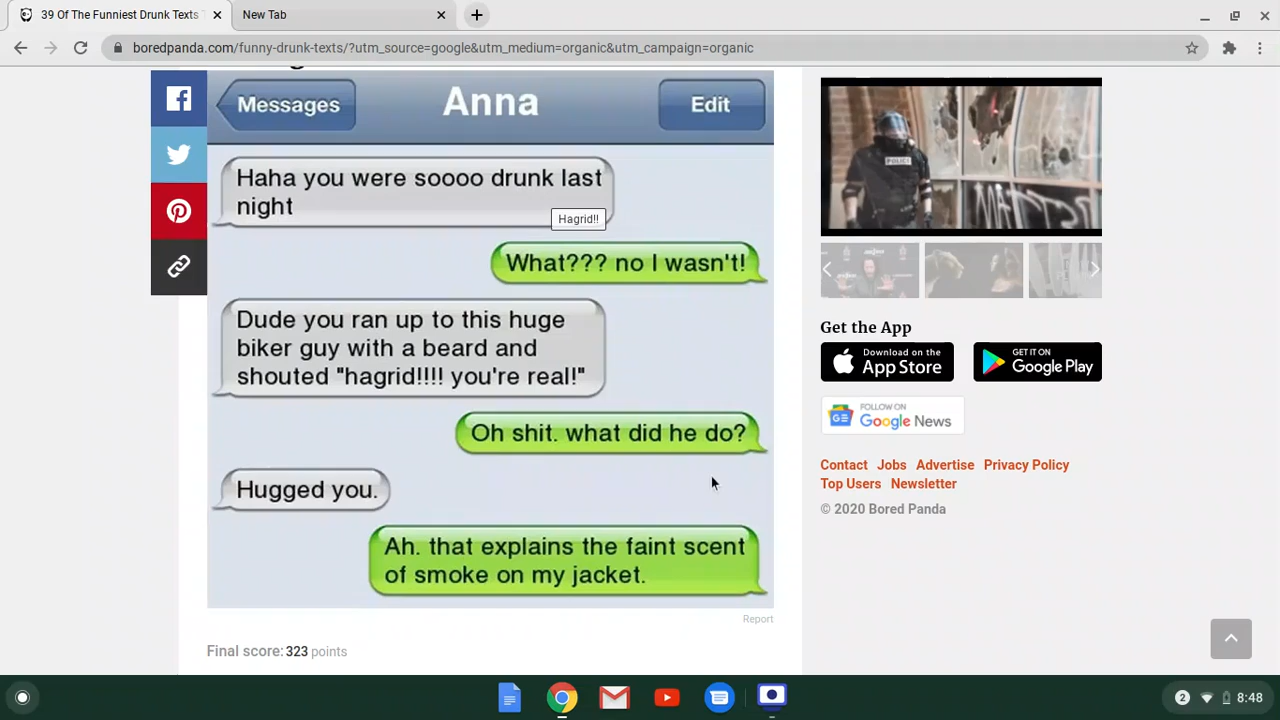 39 Of The Funniest Drunk Texts
New Tab
boredpanda.com/funny-drunk-texts/?utm_source=google&utm_medium=organic&utm_campaign=organic
Messages
Anna
Edit
Haha you were soooo drunk last
night
Hagrid!!
What??? no I wasn't!
Dude you ran up to this huge
biker guy with a beard and
shouted "hagrid!!!! you're real!"
Oh shit. what did he do?
Hugged you.
Ah. that explains the faint scent
of smoke on my jacket.
Report
Final score: 323 points
POLICE
Get the App
Download on the
App Store
GET IT ON
Google Play
FOLLOW ON
Google News
Contact Jobs Advertise Privacy Policy
Top Users Newsletter
© 2020 Bored Panda
2
8:48